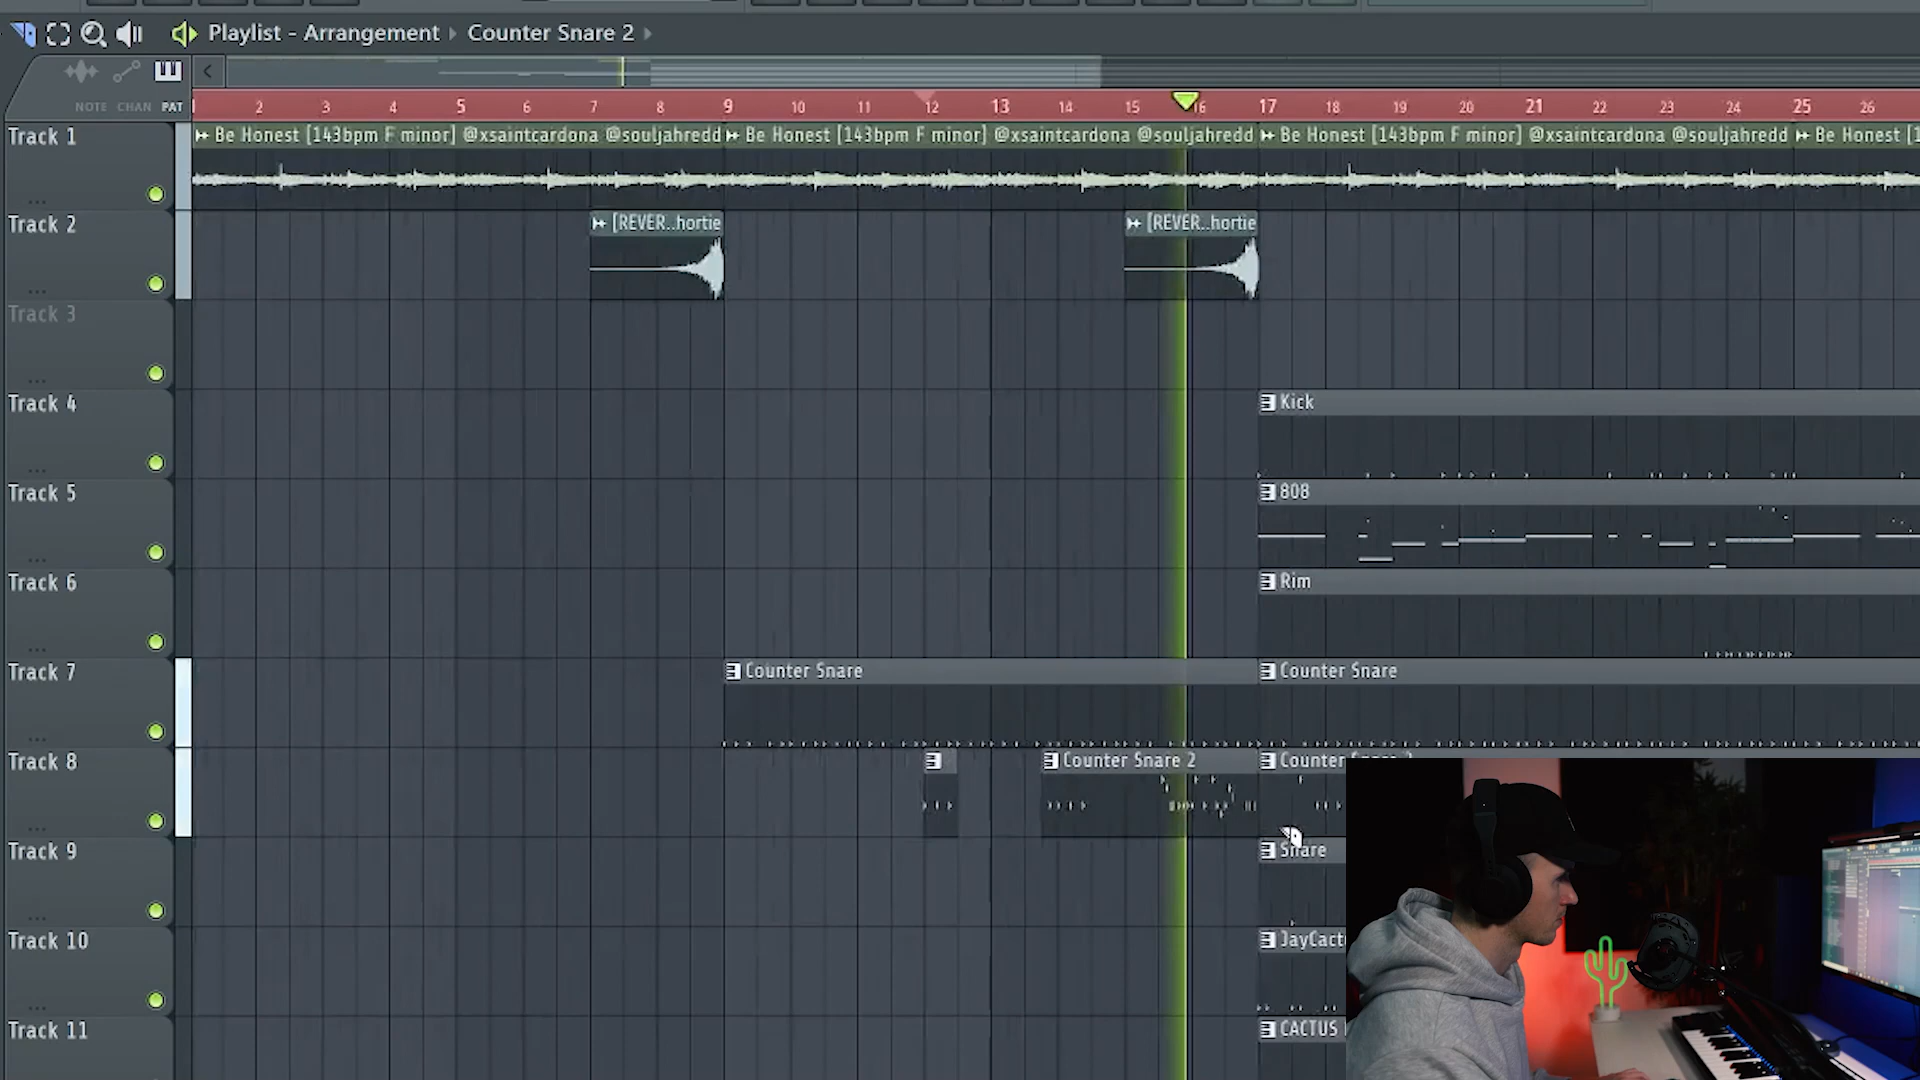 Playlist - Arrangement ▸ Counter Snare 2 ▸
NOTE CHAN PAT
2 3 4 5 6 7 8 9 10 11 12 13 14 15 16 17 18 19 20 21 22 23 24 25 26
Track 1
Be Honest [143bpm F minor] @xsaintcardona @souljahredd
Be Honest [143bpm F minor] @xsaintcardona @souljahredd
Be Honest [143bpm F minor] @xsaintcardona @souljahredd
Be Honest [1
Track 2
[REVER..hortie
[REVER..hortie
Track 3
Track 4
Kick
Track 5
808
Track 6
Rim
Track 7
Counter Snare
Counter Snare
Track 8
Counter Snare 2
Counter
Track 9
Snare
Track 10
JayCact
Track 11
CACTUS